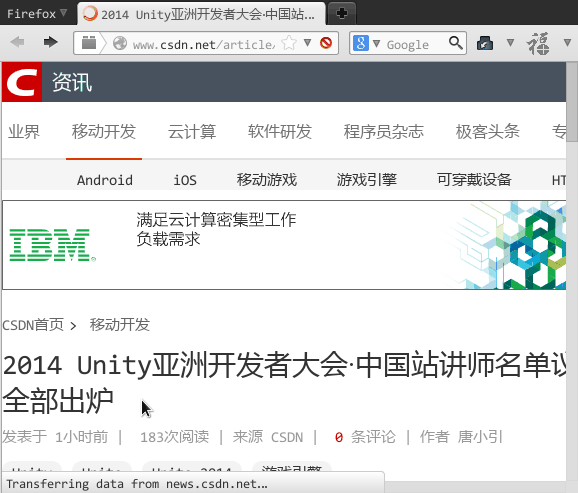 Firefox
2014 Unity亚洲开发者大会·中国站...
www.csdn.net/article/
Google
福
C 资讯
业界 移动开发 云计算 软件研发 程序员杂志 极客头条 专
Android iOS 移动游戏 游戏引擎 可穿戴设备 HT
IBM
满足云计算密集型工作
负载需求
CSDN首页 > 移动开发
2014 Unity亚洲开发者大会·中国站讲师名单议
全部出炉
发表于 1小时前 | 183次阅读 | 来源 CSDN | 0 条评论 | 作者 唐小引
Unity Unite Unite 2014 游戏引擎
Transferring data from news.csdn.net...